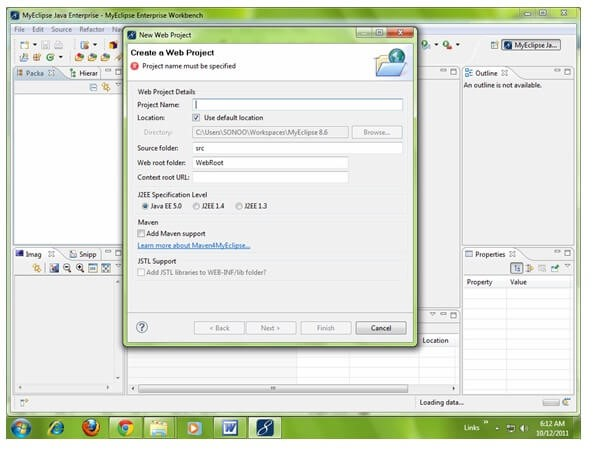 MyEclipse Java Enterprise - MyEclipse Enterprise Workbench
File Edit Source Refactor Nav
MyEclipse Ja...
Packa
Hierar
New Web Project
Create a Web Project
Project name must be specified
Web Project Details
Project Name:
Location: Use default location
Directory: C:\Users\SONOO\Workspaces\MyEclipse 8.6 Browse...
Source folder: src
Web root folder: WebRoot
Context root URL:
J2EE Specification Level
Java EE 5.0 J2EE 1.4 J2EE 1.3
Maven
Add Maven support
Learn more about Maven4MyEclipse...
JSTL Support
Add JSTL libraries to WEB-INF/lib folder?
< Back Next > Finish Cancel
Outline
An outline is not available.
Imag
Snipp
Properties
Property Value
Location
Loading data...
Links
6:12 AM
10/12/2011